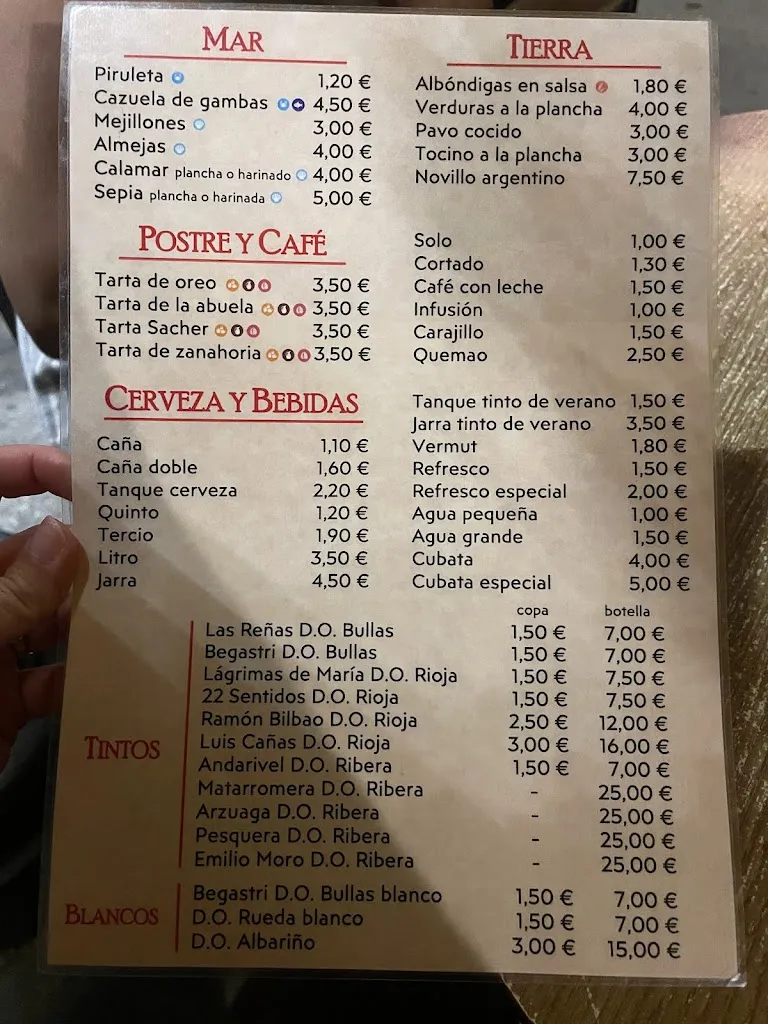 MAR
Piruleta 1,20 €
Cazuela de gambas 4,50 €
Mejillones 3,00 €
Almejas 4,00 €
Calamar plancha o harinado 4,00 €
Sepia plancha o harinada 5,00 €
TIERRA
Albóndigas en salsa 1,80 €
Verduras a la plancha 4,00 €
Pavo cocido 3,00 €
Tocino a la plancha 3,00 €
Novillo argentino 7,50 €
POSTRE Y CAFÉ
Tarta de oreo 3,50 €
Tarta de la abuela 3,50 €
Tarta Sacher 3,50 €
Tarta de zanahoria 3,50 €
Solo 1,00 €
Cortado 1,30 €
Café con leche 1,50 €
Infusión 1,00 €
Carajillo 1,50 €
Quemao 2,50 €
CERVEZA Y BEBIDAS
Caña 1,10 €
Caña doble 1,60 €
Tanque cerveza 2,20 €
Quinto 1,20 €
Tercio 1,90 €
Litro 3,50 €
Jarra 4,50 €
Tanque tinto de verano 1,50 €
Jarra tinto de verano 3,50 €
Vermut 1,80 €
Refresco 1,50 €
Refresco especial 2,00 €
Agua pequeña 1,00 €
Agua grande 1,50 €
Cubata 4,00 €
Cubata especial 5,00 €
copa botella
TINTOS
Las Reñas D.O. Bullas 1,50 € 7,00 €
Begastri D.O. Bullas 1,50 € 7,00 €
Lágrimas de María D.O. Rioja 1,50 € 7,50 €
22 Sentidos D.O. Rioja 1,50 € 7,50 €
Ramón Bilbao D.O. Rioja 2,50 € 12,00 €
Luis Cañas D.O. Rioja 3,00 € 16,00 €
Andarivel D.O. Ribera 1,50 € 7,00 €
Matarromera D.O. Ribera - 25,00 €
Arzuaga D.O. Ribera - 25,00 €
Pesquera D.O. Ribera - 25,00 €
Emilio Moro D.O. Ribera - 25,00 €
BLANCOS
Begastri D.O. Bullas blanco 1,50 € 7,00 €
D.O. Rueda blanco 1,50 € 7,00 €
D.O. Albariño 3,00 € 15,00 €